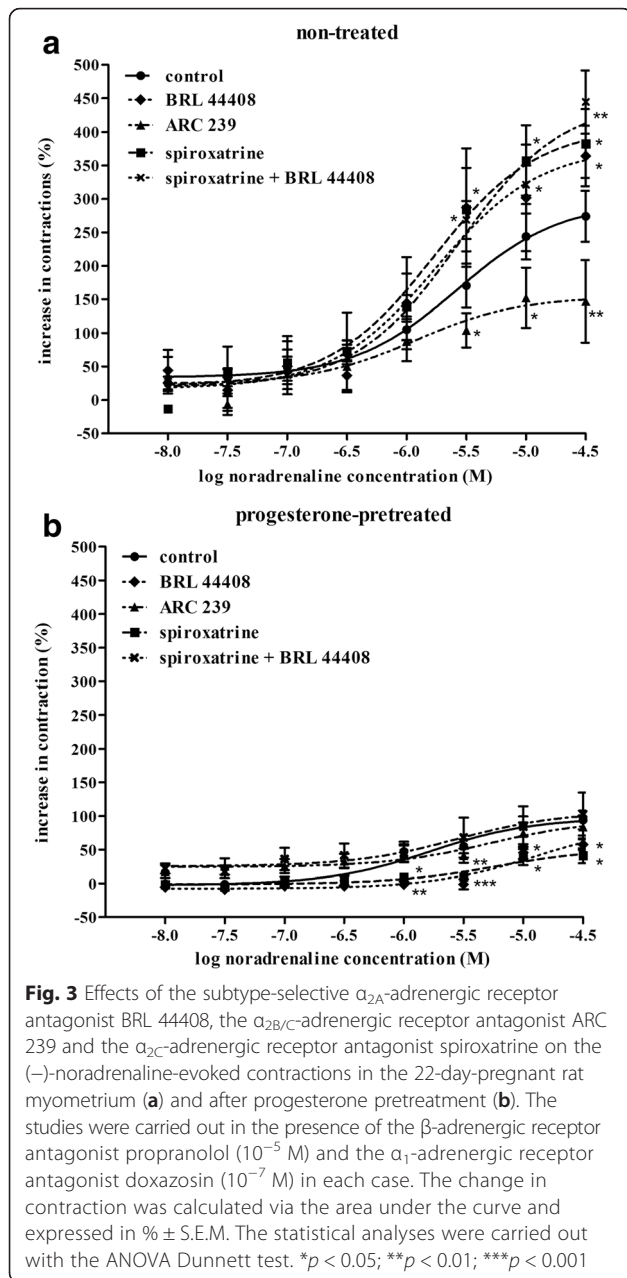 a
non-treated
500
450
400
350
300
250
200
150
100
50
0
-50
increase in contractions (%)
control
BRL 44408
ARC 239
spiroxatrine
spiroxatrine + BRL 44408
**
*
*
*
*
*
*
*
*
**
-8.0 -7.5 -7.0 -6.5 -6.0 -5.5 -5.0 -4.5
log noradrenaline concentration (M)
b
progesterone-pretreated
500
450
400
350
300
250
200
150
100
50
0
-50
increase in contraction (%)
control
BRL 44408
ARC 239
spiroxatrine
spiroxatrine + BRL 44408
*
**
**
***
*
*
*
*
-8.0 -7.5 -7.0 -6.5 -6.0 -5.5 -5.0 -4.5
log noradrenaline concentration (M)
Fig. 3 Effects of the subtype-selective α2A-adrenergic receptor
antagonist BRL 44408, the α2B/C-adrenergic receptor antagonist ARC
239 and the α2C-adrenergic receptor antagonist spiroxatrine on the
(−)-noradrenaline-evoked contractions in the 22-day-pregnant rat
myometrium (a) and after progesterone pretreatment (b). The
studies were carried out in the presence of the β-adrenergic receptor
antagonist propranolol (10⁻⁵ M) and the α1-adrenergic receptor
antagonist doxazosin (10⁻⁷ M) in each case. The change in
contraction was calculated via the area under the curve and
expressed in % ± S.E.M. The statistical analyses were carried out
with the ANOVA Dunnett test. *p < 0.05; **p < 0.01; ***p < 0.001